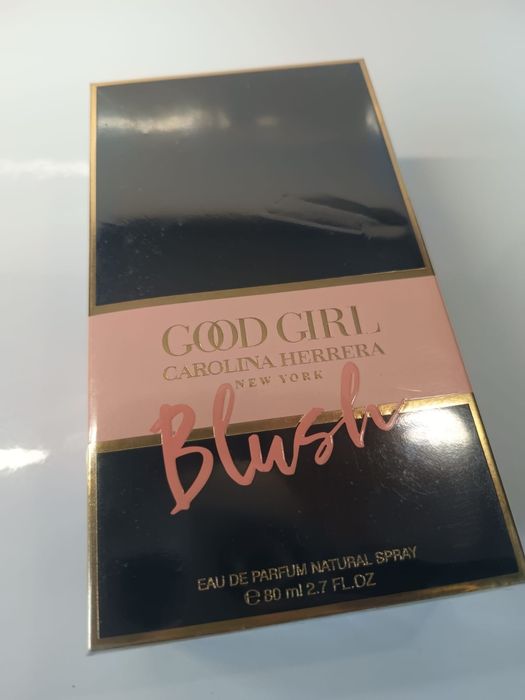 GOOD GIRL
CAROLINA HERRERA
NEW YORK
Blush
EAU DE PARFUM NATURAL SPRAY
℮ 80 ml 2.7 FL.OZ